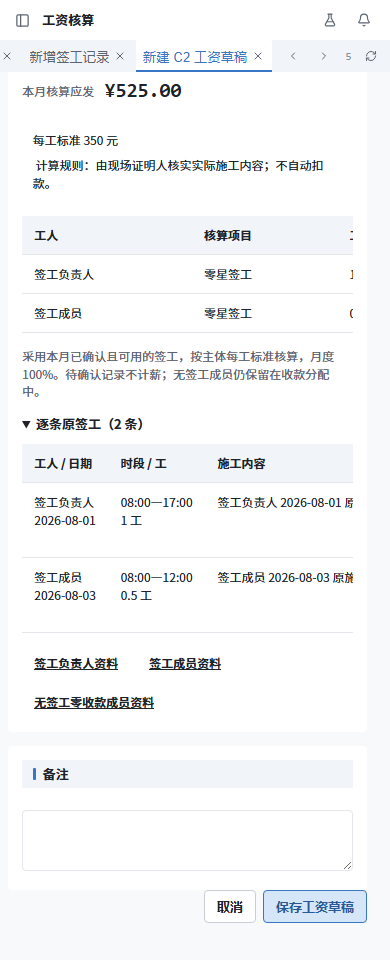 工资核算
新增签工记录
新建 C2 工资草稿
5
本月核算应发 ¥525.00
每工标准 350 元
计算规则：由现场证明人核实实际施工内容；不自动扣
款。
工人 核算项目
签工负责人 零星签工 1
签工成员 零星签工 0
采用本月已确认且可用的签工，按主体每工标准核算，月度
100%。待确认记录不计薪；无签工成员仍保留在收款分配
中。
▼ 逐条原签工（2 条）
工人 / 日期 时段 / 工 施工内容
签工负责人 08:00—17:00 签工负责人 2026-08-01 原
2026-08-01 1 工
签工成员 08:00—12:00 签工成员 2026-08-03 原施
2026-08-03 0.5 工
签工负责人资料 签工成员资料
无签工零收款成员资料
备注
取消 保存工资草稿